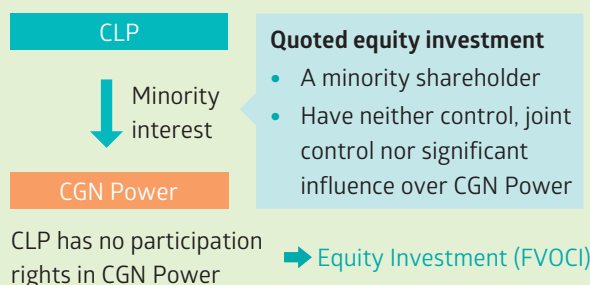 CLP
Minority
interest
CGN Power
Quoted equity investment
• A minority shareholder
• Have neither control, joint
control nor significant
influence over CGN Power
CLP has no participation
rights in CGN Power
Equity Investment (FVOCI)